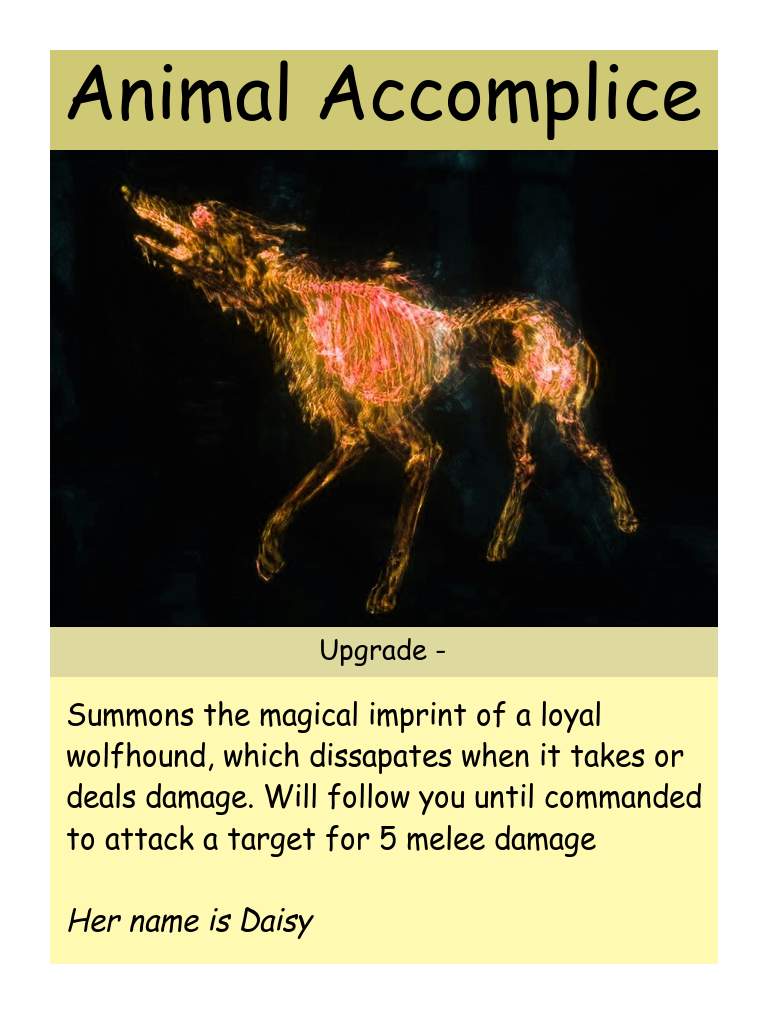 Animal Accomplice
Upgrade -
Summons the magical imprint of a loyal
wolfhound, which dissapates when it takes or
deals damage. Will follow you until commanded
to attack a target for 5 melee damage
Her name is Daisy